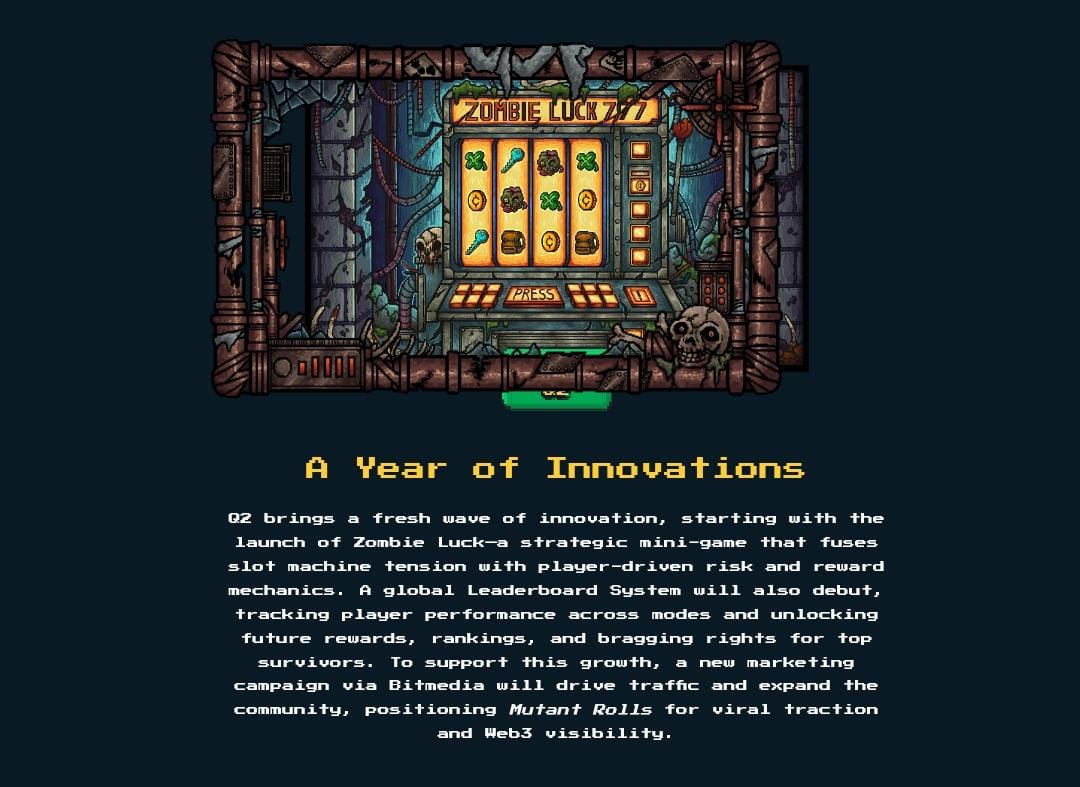 ZOMBIE LUCK 777
PRESS
Q2
A Year of Innovations
Q2 brings a fresh wave of innovation, starting with the
launch of Zombie Luck—a strategic mini-game that fuses
slot machine tension with player-driven risk and reward
mechanics. A global Leaderboard System will also debut,
tracking player performance across modes and unlocking
future rewards, rankings, and bragging rights for top
survivors. To support this growth, a new marketing
campaign via Bitmedia will drive traffic and expand the
community, positioning Mutant Rolls for viral traction
and Web3 visibility.